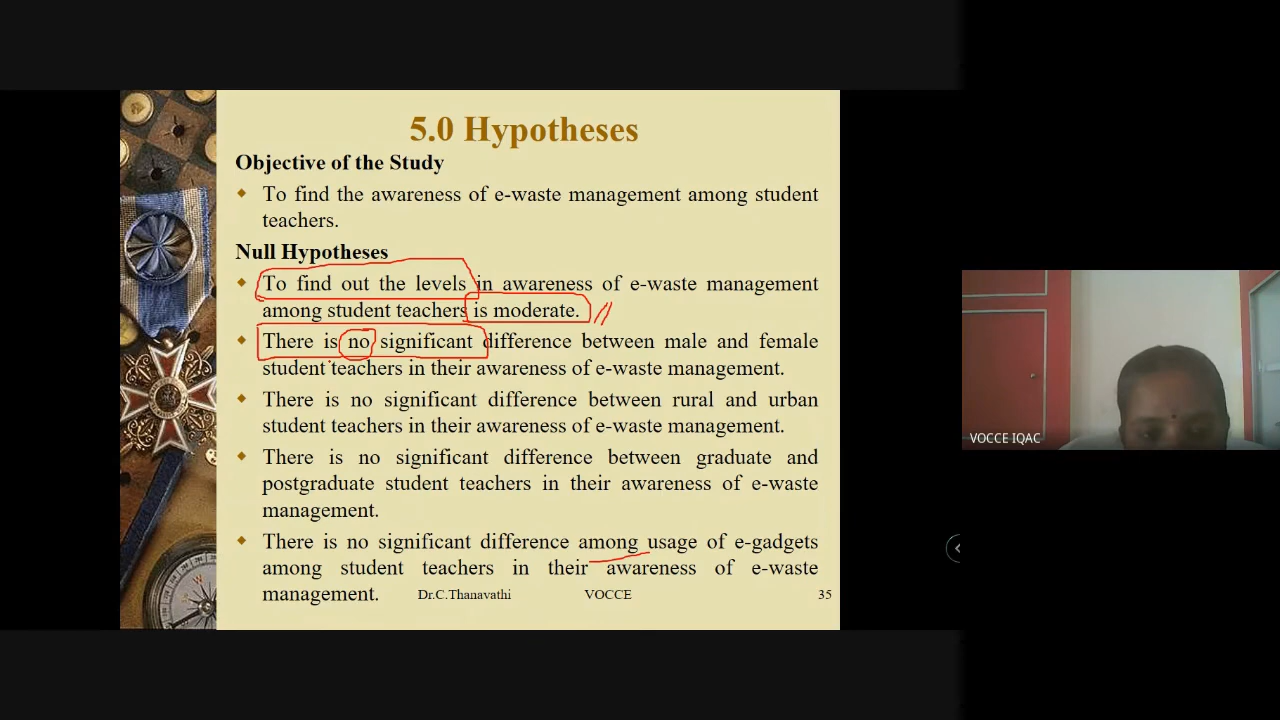 5.0 Hypotheses
Objective of the Study
To find the awareness of e-waste management among student
teachers.
Null Hypotheses
To find out the levels in awareness of e-waste management
among student teachers is moderate.
There is no significant difference between male and female
student teachers in their awareness of e-waste management.
There is no significant difference between rural and urban
student teachers in their awareness of e-waste management.
There is no significant difference between graduate and
postgraduate student teachers in their awareness of e-waste
management.
There is no significant difference among usage of e-gadgets
among student teachers in their awareness of e-waste
management.
Dr.C.Thanavathi VOCCE 35
VOCCE IQAC